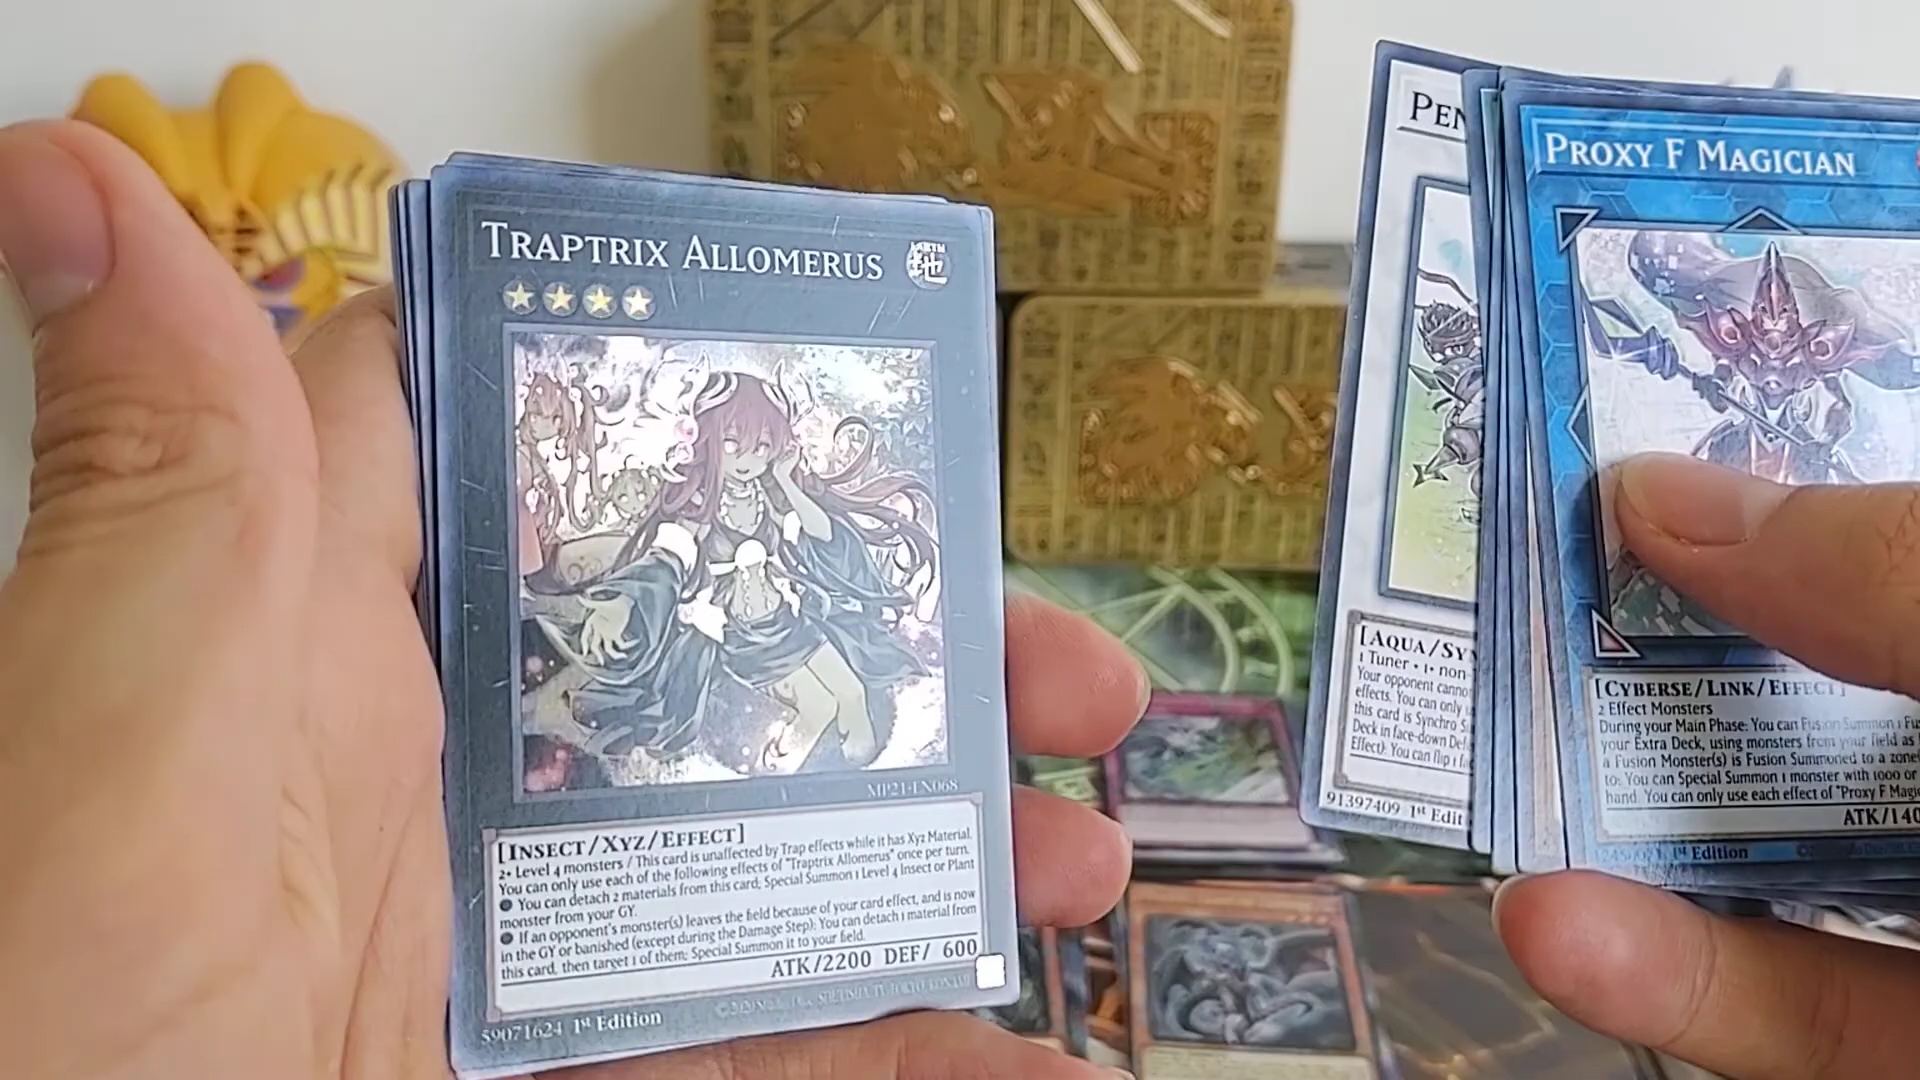 TRAPTRIX ALLOMERUS
EARTH
地
MP21-EN068
[INSECT/XYZ/EFFECT]
2+ Level 4 monsters / This card is unaffected by Trap effects while it has Xyz Material.
You can only use each of the following effects of "Traptrix Allomerus" once per turn.
● You can detach 2 materials from this card; Special Summon 1 Level 4 Insect or Plant
monster from your GY.
● If an opponent's monster(s) leaves the field because of your card effect, and is now
in the GY or banished (except during the Damage Step): You can detach 1 material from
this card, then target 1 of them; Special Summon it to your field.
ATK/2200 DEF/ 600
59071624 1st Edition
PEN
[AQUA/SYN
1 Tuner + 1+ non-
Your opponent cannot
effects. You can only
this card is Synchro S
Deck in face-down Def
Effect): You can flip 1 fa
91397409 1st Edit
PROXY F MAGICIAN
[CYBERSE/LINK/EFFECT]
2 Effect Monsters
During your Main Phase: You can Fusion Summon 1 Fu
your Extra Deck, using monsters from your field as
a Fusion Monster(s) is Fusion Summoned to a zone
to: You can Special Summon 1 monster with 1000 or
hand. You can only use each effect of "Proxy F Magi
ATK/140
1st Edition